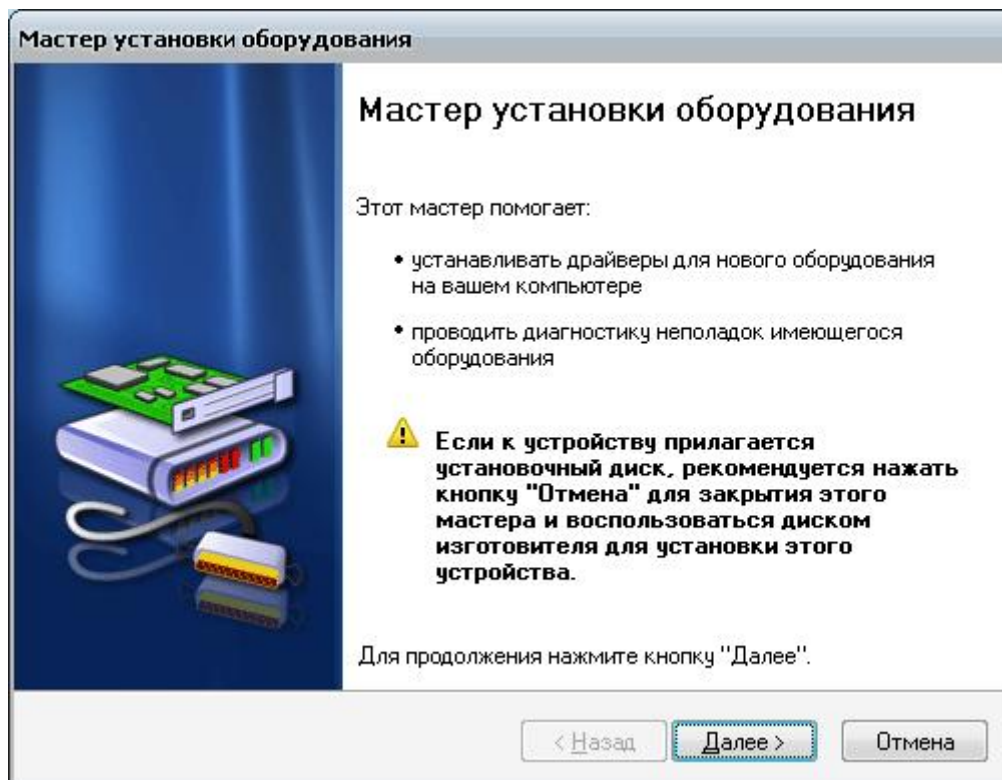 Мастер установки оборудования
Мастер установки оборудования
Этот мастер помогает:
• устанавливать драйверы для нового оборудования
на вашем компьютере
• проводить диагностику неполадок имеющегося
оборудования
Если к устройству прилагается
установочный диск, рекомендуется нажать
кнопку "Отмена" для закрытия этого
мастера и воспользоваться диском
изготовителя для установки этого
устройства.
Для продолжения нажмите кнопку "Далее".
< Назад Далее > Отмена